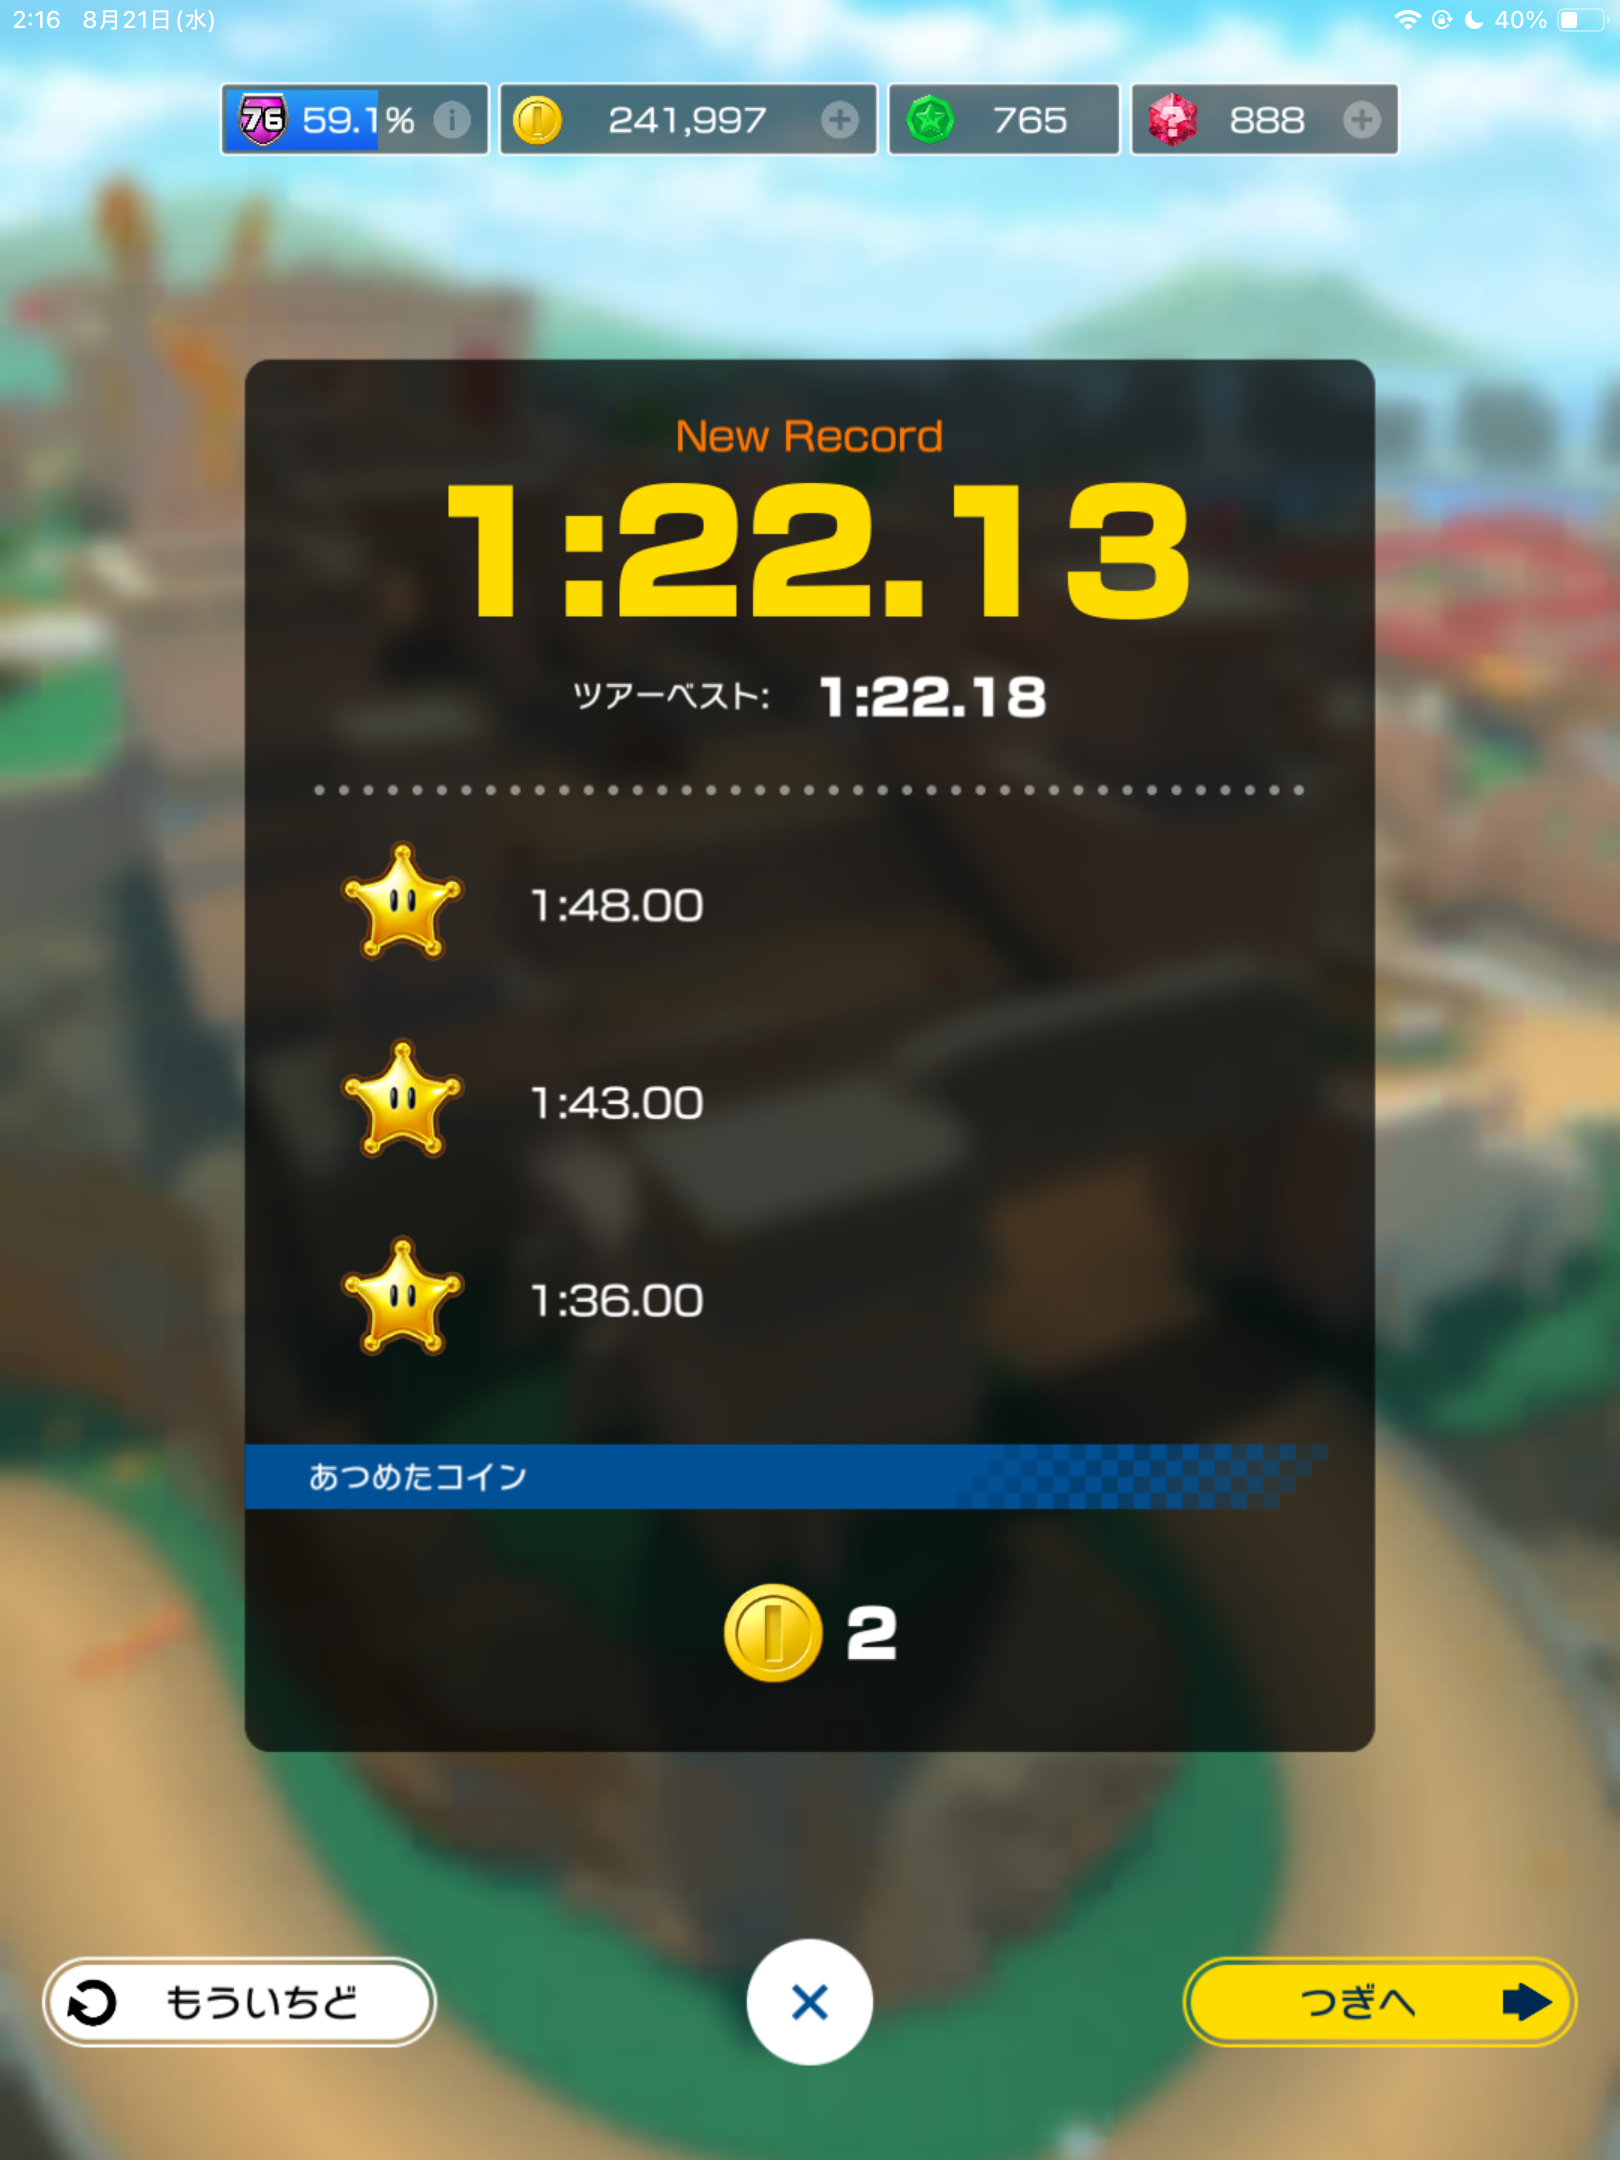 2:16 8月21日(水) 40%
76 59.1% i 241,997 + 765 ? 888 +
New Record
1:22.13
ツアーベスト: 1:22.18
1:48.00
1:43.00
1:36.00
あつめたコイン
2
もういちど × つぎへ